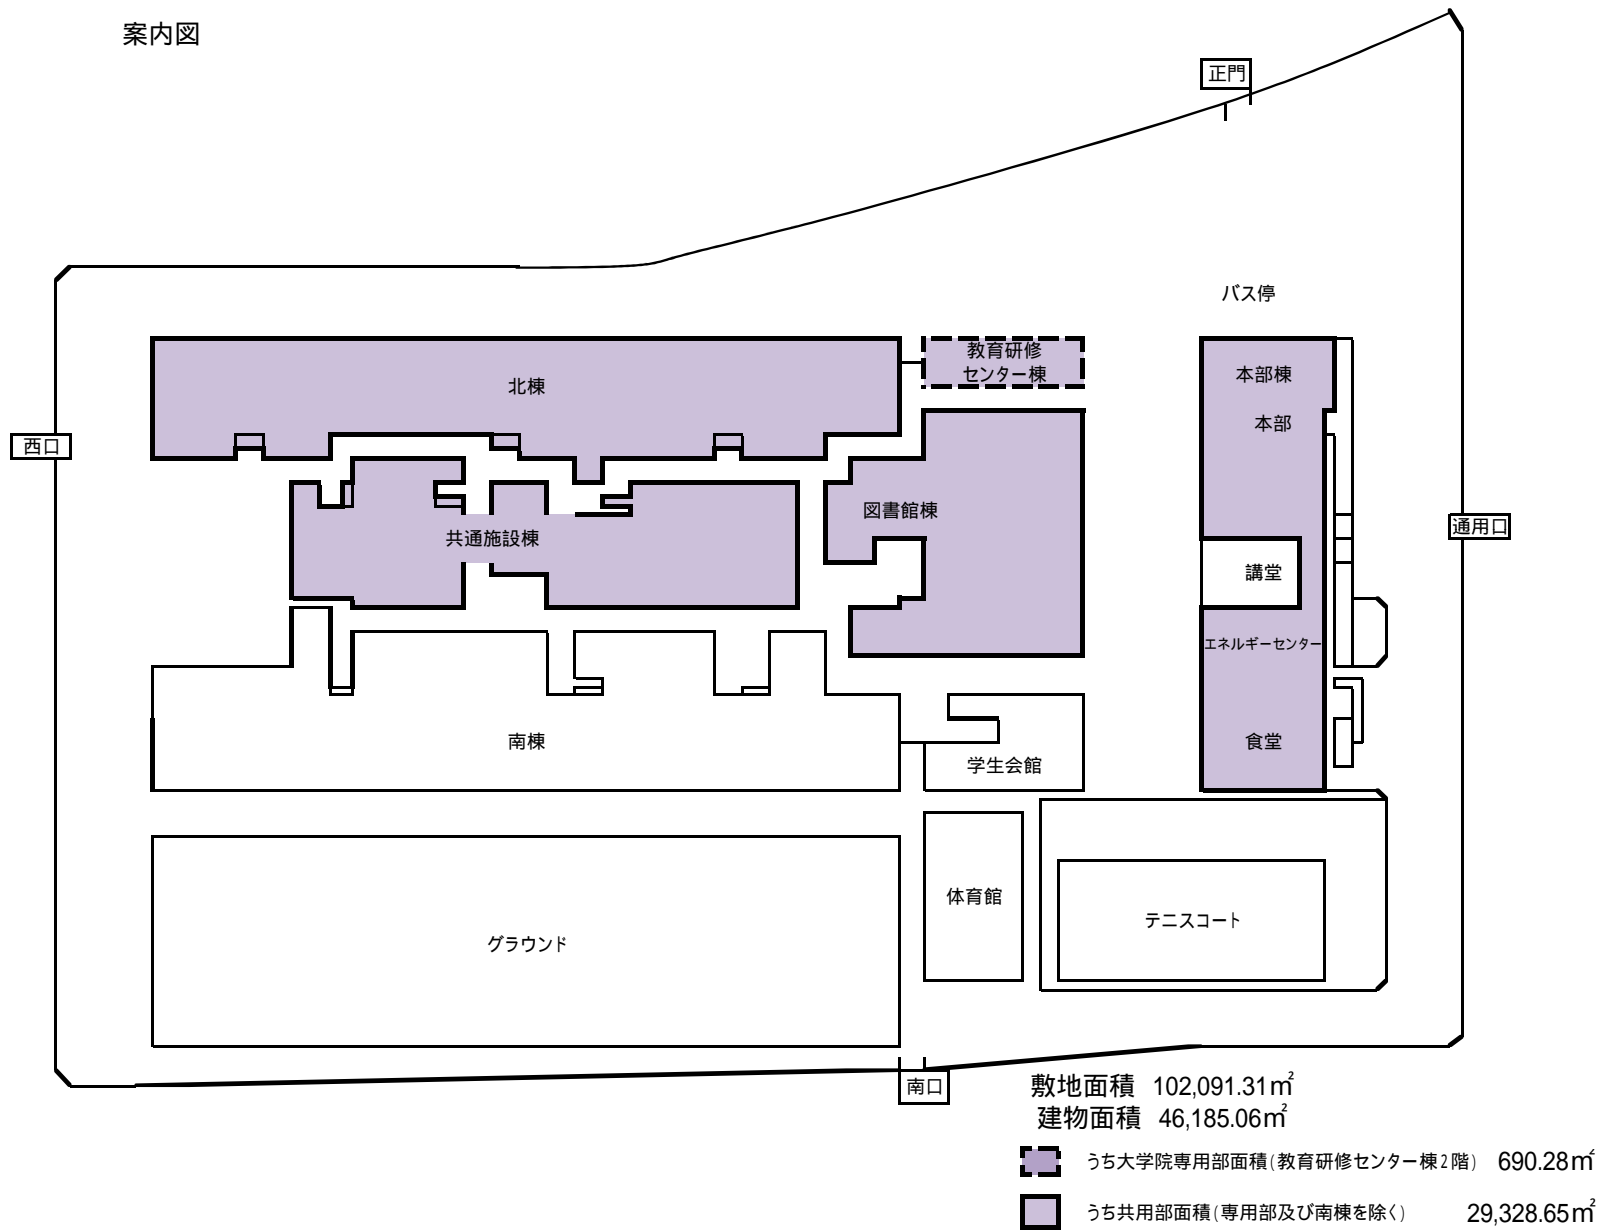 案内図
正門
バス停
教育研修
センター棟
本部棟
北棟
本部
西口
図書館棟
通用口
共通施設棟
講堂
エネルギーセンター
南棟
食堂
学生会館
体育館
テニスコート
グラウンド
南口
敷地面積 102,091.31㎡
建物面積 46,185.06㎡
うち大学院専用部面積(教育研修センター棟2階) 690.28㎡
うち共用部面積(専用部及び南棟を除く) 29,328.65㎡